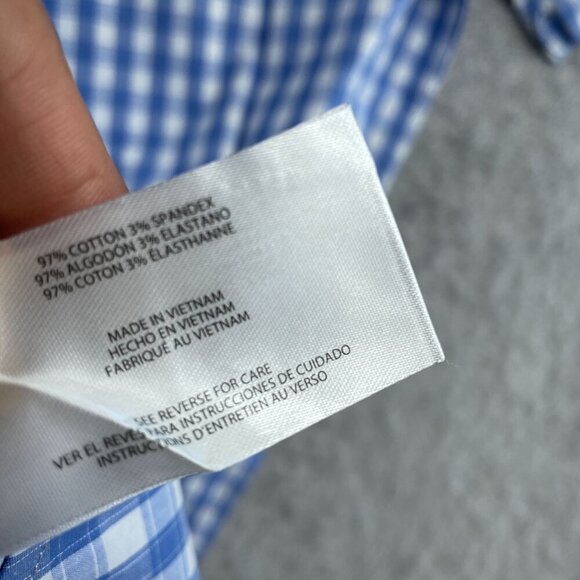 97% COTTON 3% SPANDEX
97% ALGODÓN 3% ELASTANO
97% COTON 3% ÉLASTHANNE
MADE IN VIETNAM
HECHO EN VIETNAM
FABRIQUÉ AU VIETNAM
SEE REVERSE FOR CARE
VER EL REVES PARA INSTRUCCIONES DE CUIDADO
INSTRUCTIONS D'ENTRETIEN AU VERSO